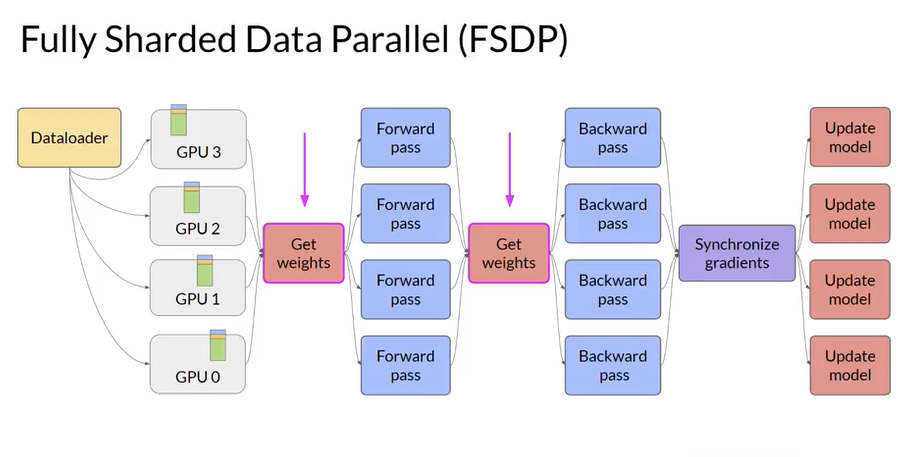 Fully Sharded Data Parallel (FSDP)
Dataloader
GPU 3
GPU 2
GPU 1
GPU 0
Get
weights
Forward
pass
Forward
pass
Forward
pass
Forward
pass
Get
weights
Backward
pass
Backward
pass
Backward
pass
Backward
pass
Synchronize
gradients
Update
model
Update
model
Update
model
Update
model